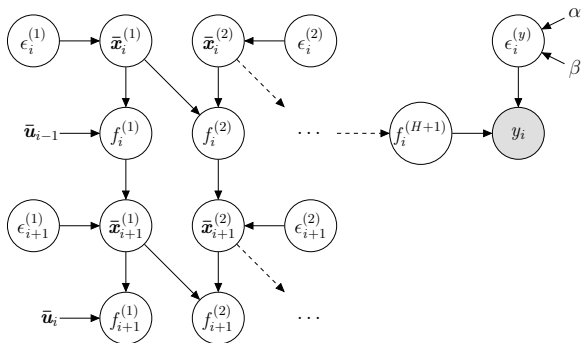 ϵ_i^{(1)} x̄_i^{(1)} x̄_i^{(2)} ϵ_i^{(2)} ϵ_i^{(y)} α
β
ū_{i−1} f_i^{(1)} f_i^{(2)} ··· f_i^{(H+1)} y_i
ϵ_{i+1}^{(1)} x̄_{i+1}^{(1)} x̄_{i+1}^{(2)} ϵ_{i+1}^{(2)}
ū_i f_{i+1}^{(1)} f_{i+1}^{(2)} ···